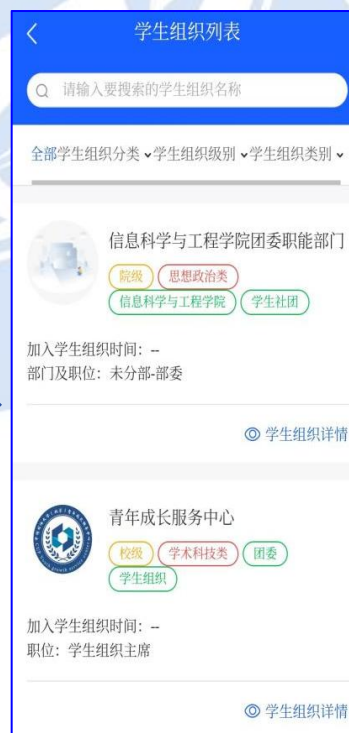 学生组织列表
请输入要搜索的学生组织名称
全部学生组织分类 学生组织级别 学生组织类别
信息科学与工程学院团委职能部门
院级 思想政治类
信息科学与工程学院 学生社团
加入学生组织时间：--
部门及职位：未分部-部委
学生组织详情
青年成长服务中心
校级 学术科技类 团委
学生组织
加入学生组织时间：--
职位：学生组织主席
学生组织详情